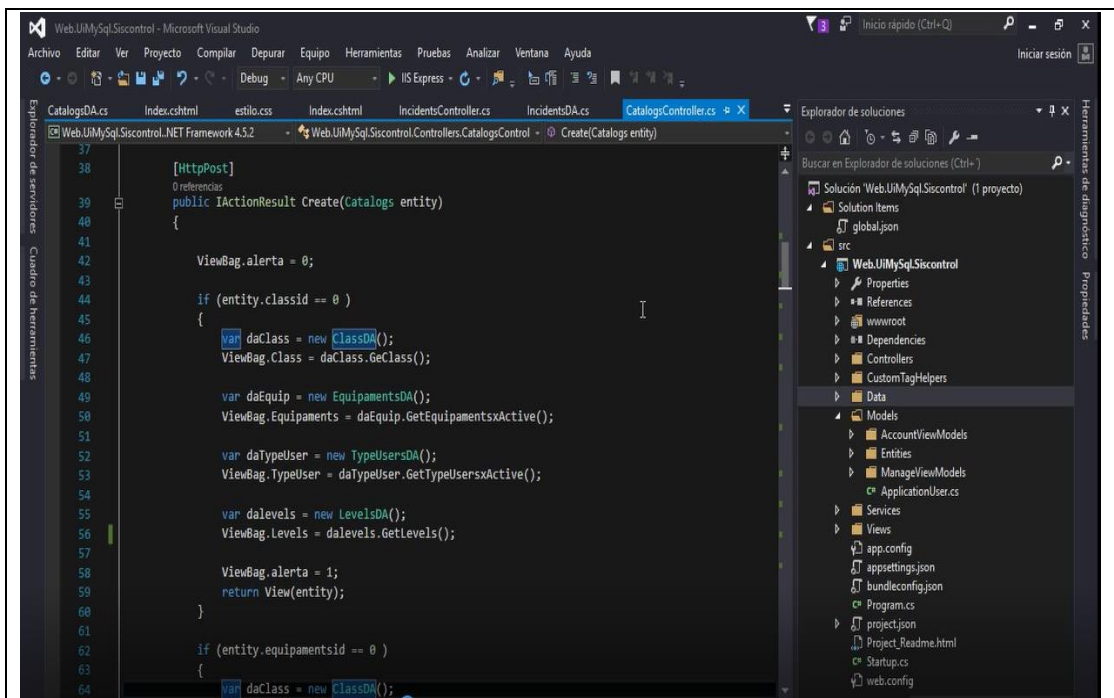 Web.UiMySql.Siscontrol - Microsoft Visual Studio
3
Inicio rápido (Ctrl+Q)
Archivo Editar Ver Proyecto Compilar Depurar Equipo Herramientas Pruebas Analizar Ventana Ayuda
Iniciar sesión
Debug Any CPU IIS Express
Explorador de servidores
Cuadro de herramientas
CatalogsDA.cs Index.cshtml estilo.css Index.cshtml IncidentsController.cs IncidentsDA.cs CatalogsController.cs
Web.UiMySql.Siscontrol..NET Framework 4.5.2 Web.UiMySql.Siscontrol.Controllers.CatalogsControl Create(Catalogs entity)
37
38 [HttpPost]
0 referencias
39 public IActionResult Create(Catalogs entity)
40 {
41
42 ViewBag.alerta = 0;
43
44 if (entity.classid == 0 )
45 {
46 var daClass = new ClassDA();
47 ViewBag.Class = daClass.GeClass();
48
49 var daEquip = new EquipamentsDA();
50 ViewBag.Equipaments = daEquip.GetEquipamentsxActive();
51
52 var daTypeUser = new TypeUsersDA();
53 ViewBag.TypeUser = daTypeUser.GetTypeUsersxActive();
54
55 var dalevels = new LevelsDA();
56 ViewBag.Levels = dalevels.GetLevels();
57
58 ViewBag.alerta = 1;
59 return View(entity);
60 }
61
62 if (entity.equipamentsid == 0 )
63 {
64 var daClass = new ClassDA();
Explorador de soluciones
Buscar en Explorador de soluciones (Ctrl+´)
Solución 'Web.UiMySql.Siscontrol' (1 proyecto)
Solution Items
global.json
src
Web.UiMySql.Siscontrol
Properties
References
wwwroot
Dependencies
Controllers
CustomTagHelpers
Data
Models
AccountViewModels
Entities
ManageViewModels
C# ApplicationUser.cs
Services
Views
app.config
appsettings.json
bundleconfig.json
C# Program.cs
project.json
Project_Readme.html
C# Startup.cs
web.config
Herramientas de diagnóstico
Propiedades